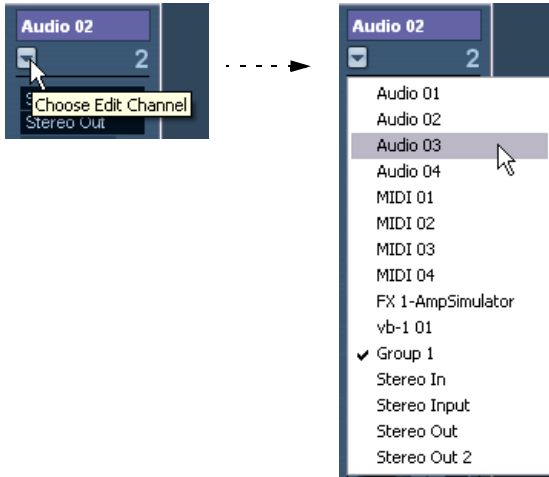 Audio 02
2
Choose Edit Channel
Stereo Out
Audio 02
2
Audio 01
Audio 02
Audio 03
Audio 04
MIDI 01
MIDI 02
MIDI 03
MIDI 04
FX 1-AmpSimulator
vb-1 01
Group 1
Stereo In
Stereo Input
Stereo Out
Stereo Out 2